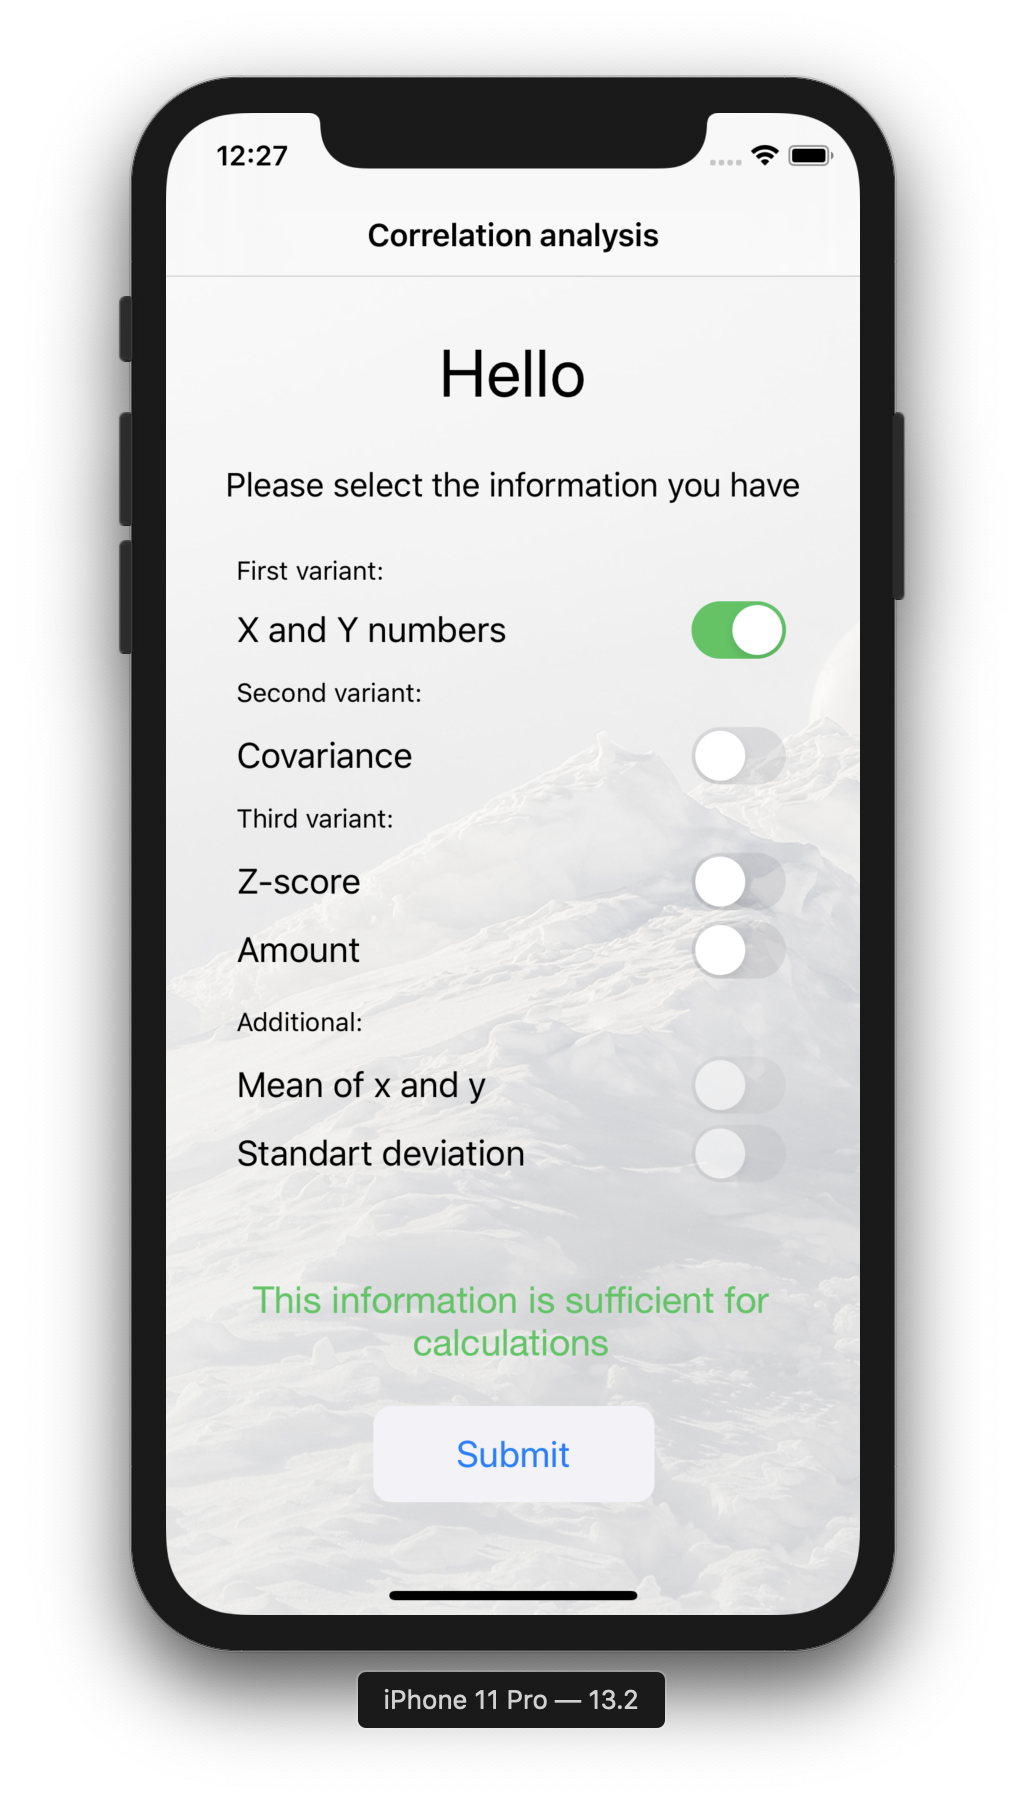 12:27
Correlation analysis
Hello
Please select the information you have
First variant:
X and Y numbers
Second variant:
Covariance
Third variant:
Z-score
Amount
Additional:
Mean of x and y
Standart deviation
This information is sufficient for
calculations
Submit
iPhone 11 Pro — 13.2